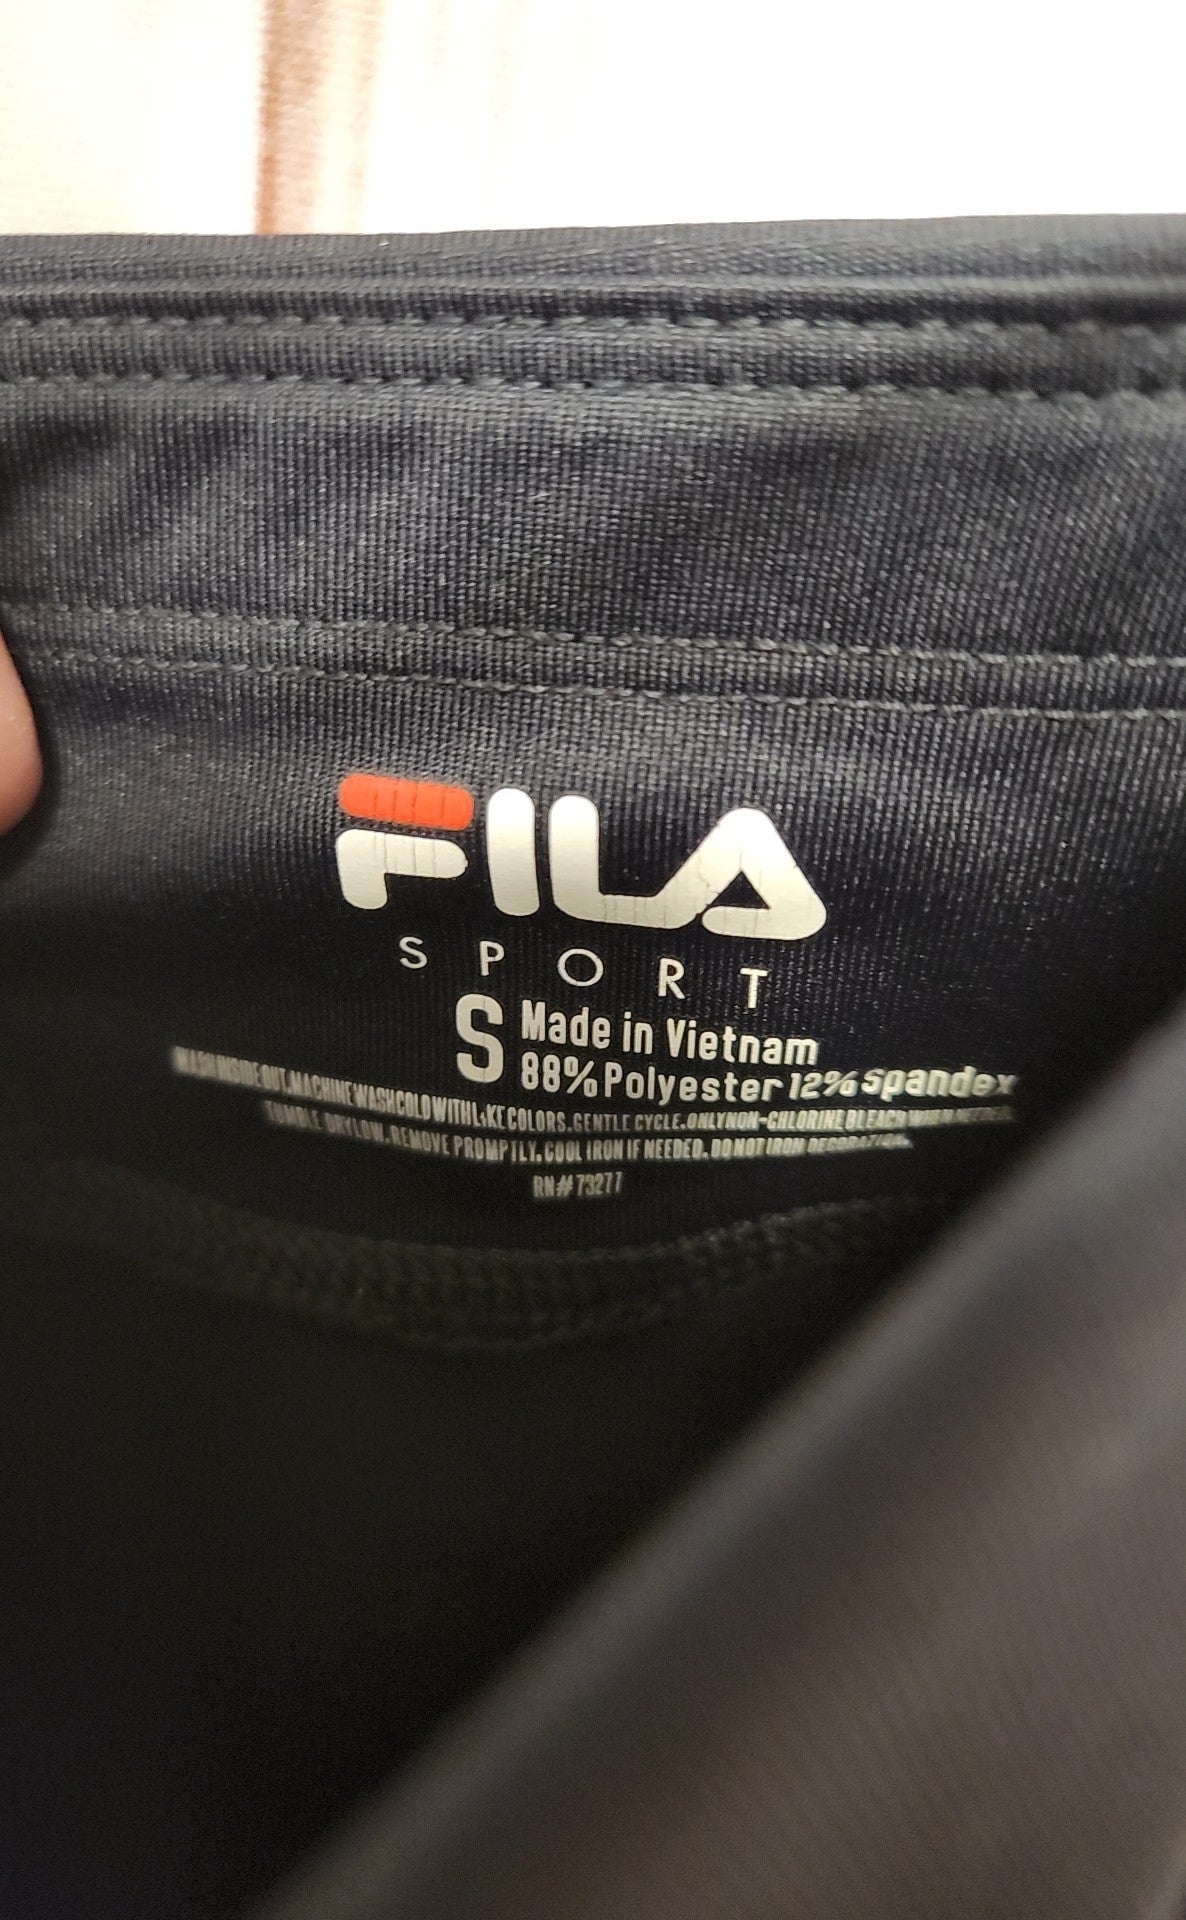 FILA
SPORT
S Made in Vietnam
88% Polyester 12% spandex
WASH INSIDE OUT. MACHINE WASH COLD WITH LIKE COLORS. GENTLE CYCLE. ONLY NON-CHLORINE BLEACH WHEN NEEDED.
TUMBLE DRY LOW. REMOVE PROMPTLY. COOL IRON IF NEEDED. DO NOT IRON DECORATION.
RN# 73277